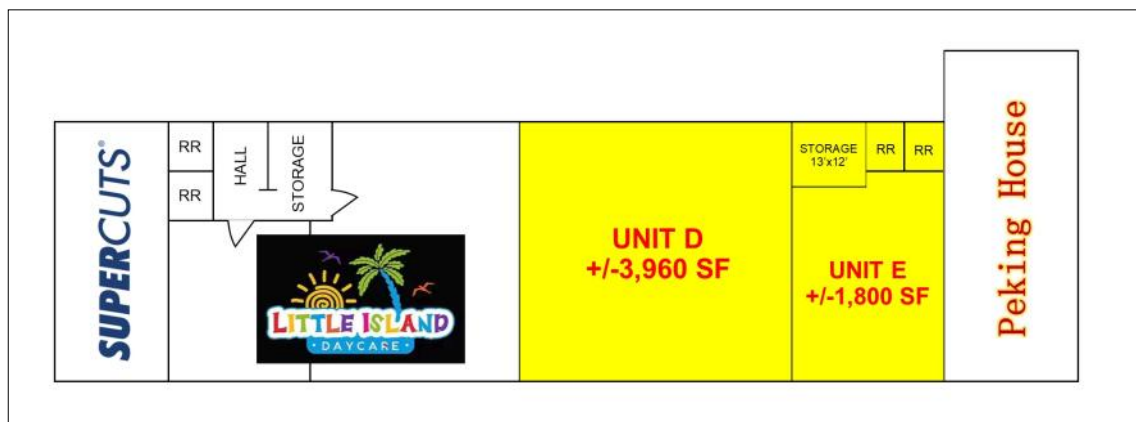 SUPERCUTS®
RR
RR
HALL
STORAGE
LITTLE ISLAND
• DAYCARE •
UNIT D
+/-3,960 SF
STORAGE
13'x12'
RR
RR
UNIT E
+/-1,800 SF
Peking House